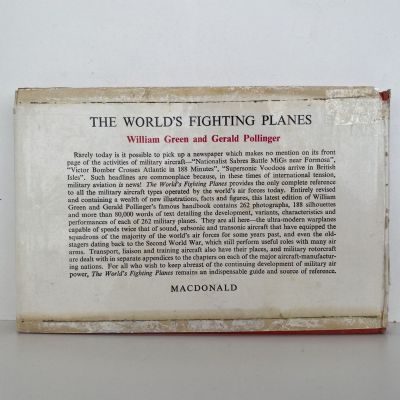 THE WORLD'S FIGHTING PLANES
William Green and Gerald Pollinger
Rarely today is it possible to pick up a newspaper which makes no mention on its front
page of the activities of military aircraft—"Nationalist Sabres Battle MiGs near Formosa",
"Victor Bomber Crosses Atlantic in 188 Minutes", "Supersonic Voodoos arrive in British
Isles". Such headlines are commonplace because, in these times of international tension,
military aviation is news! The World's Fighting Planes provides the only complete reference
to all the military aircraft types operated by the world's air forces today. Entirely revised
and containing a wealth of new illustrations, facts and figures, this latest edition of William
Green and Gerald Pollinger's famous handbook contains 262 photographs, 188 silhouettes
and more than 80,000 words of text detailing the development, variants, characteristics and
performances of each of 262 military planes. They are all here—the ultra-modern warplanes
capable of speeds twice that of sound, subsonic and transonic aircraft that have equipped the
squadrons of the majority of the world's air forces for some years past, and even the old-
stagers dating back to the Second World War, which still perform useful roles with many air
arms. Transport, liaison and training aircraft also have their places, and military rotorcraft
are dealt with in separate appendices to the chapters on each of the major aircraft-manufactur-
ing nations. For all who wish to keep abreast of the continuing development of military air
power, The World's Fighting Planes remains an indispensable guide and source of reference.
MACDONALD